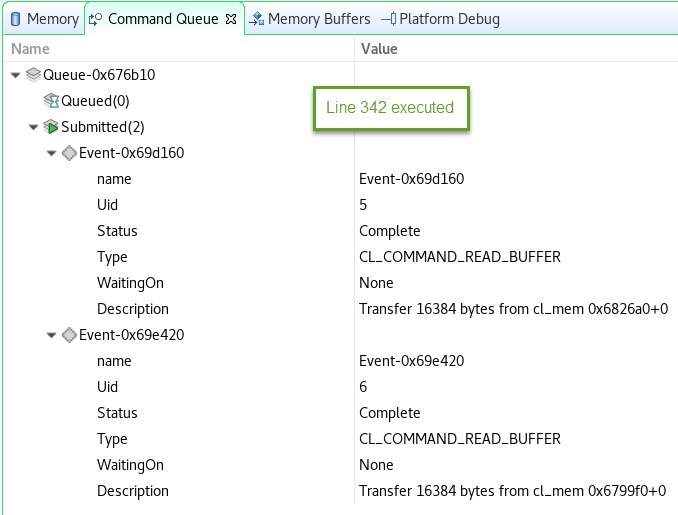 Memory Command Queue Memory Buffers Platform Debug
Name Value
Queue-0x676b10
Queued(0)
Line 342 executed
Submitted(2)
Event-0x69d160
name Event-0x69d160
Uid 5
Status Complete
Type CL_COMMAND_READ_BUFFER
WaitingOn None
Description Transfer 16384 bytes from cl_mem 0x6826a0+0
Event-0x69e420
name Event-0x69e420
Uid 6
Status Complete
Type CL_COMMAND_READ_BUFFER
WaitingOn None
Description Transfer 16384 bytes from cl_mem 0x6799f0+0